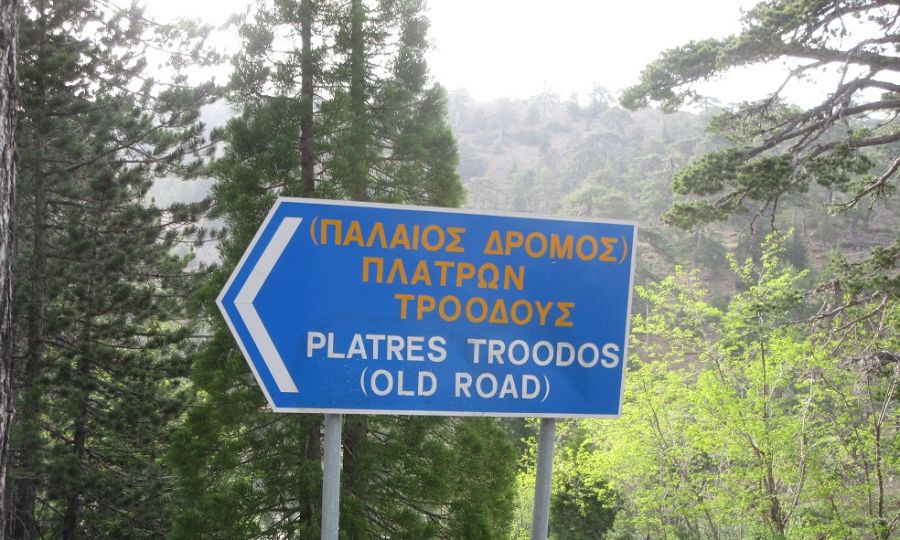 (ΠΑΛΑΙΟΣ ΔΡΟΜΟΣ)
ΠΛΑΤΡΩΝ
ΤΡΟΟΔΟΥΣ
PLATRES TROODOS
(OLD ROAD)